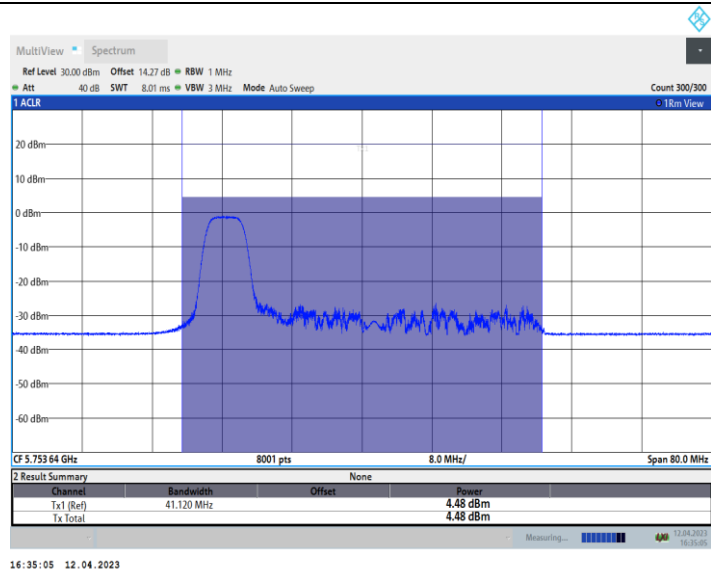 MultiView Spectrum
Ref Level 30.00 dBm Offset 14.27 dB RBW 1 MHz
Att 40 dB SWT 8.01 ms VBW 3 MHz Mode Auto Sweep Count 300/300
1 ACLR 1Rm View
20 dBm
10 dBm
0 dBm
-10 dBm
-20 dBm
-30 dBm
-40 dBm
-50 dBm
-60 dBm
CF 5.753 64 GHz 8001 pts 8.0 MHz/ Span 80.0 MHz
2 Result Summary None
Channel Bandwidth Offset Power
Tx1 (Ref) 41.120 MHz 4.48 dBm
Tx Total 4.48 dBm
Measuring... 12.04.2023
16:35:05
16:35:05 12.04.2023